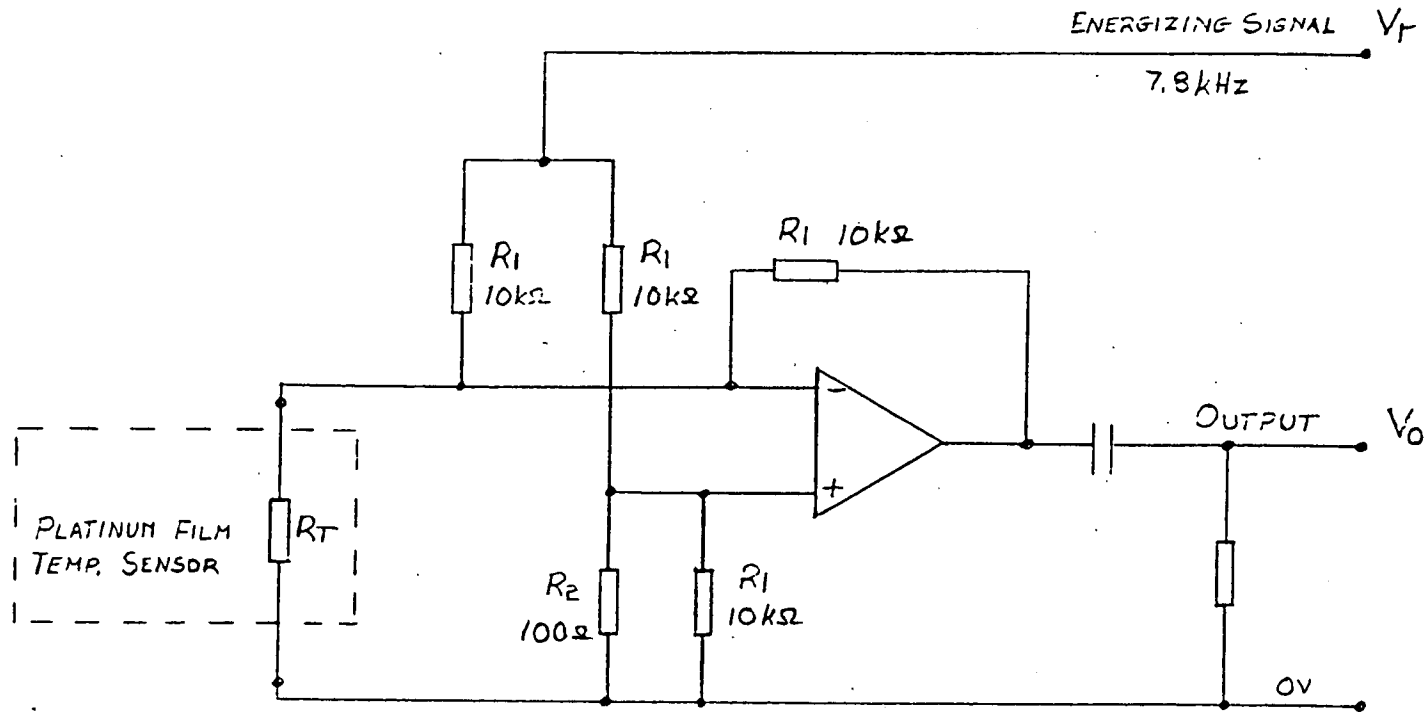 ENERGIZING SIGNAL Vr
7.8kHz
R1 10kΩ
R1
10kΩ
R1
10kΩ
−
+
OUTPUT V0
PLATINUM FILM
TEMP. SENSOR
RT
R2
100Ω
R1
10kΩ
0V